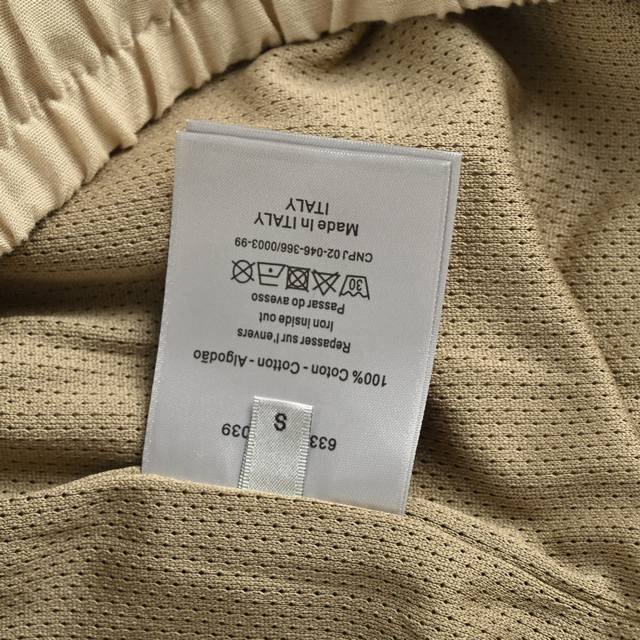 S
633 039
100% Coton - Cotton - Algodão
Repasser sur l'envers
Iron inside out
Passar do avesso
30
CNPJ 02-046-366/0003-99
Made In ITALY
ITALY